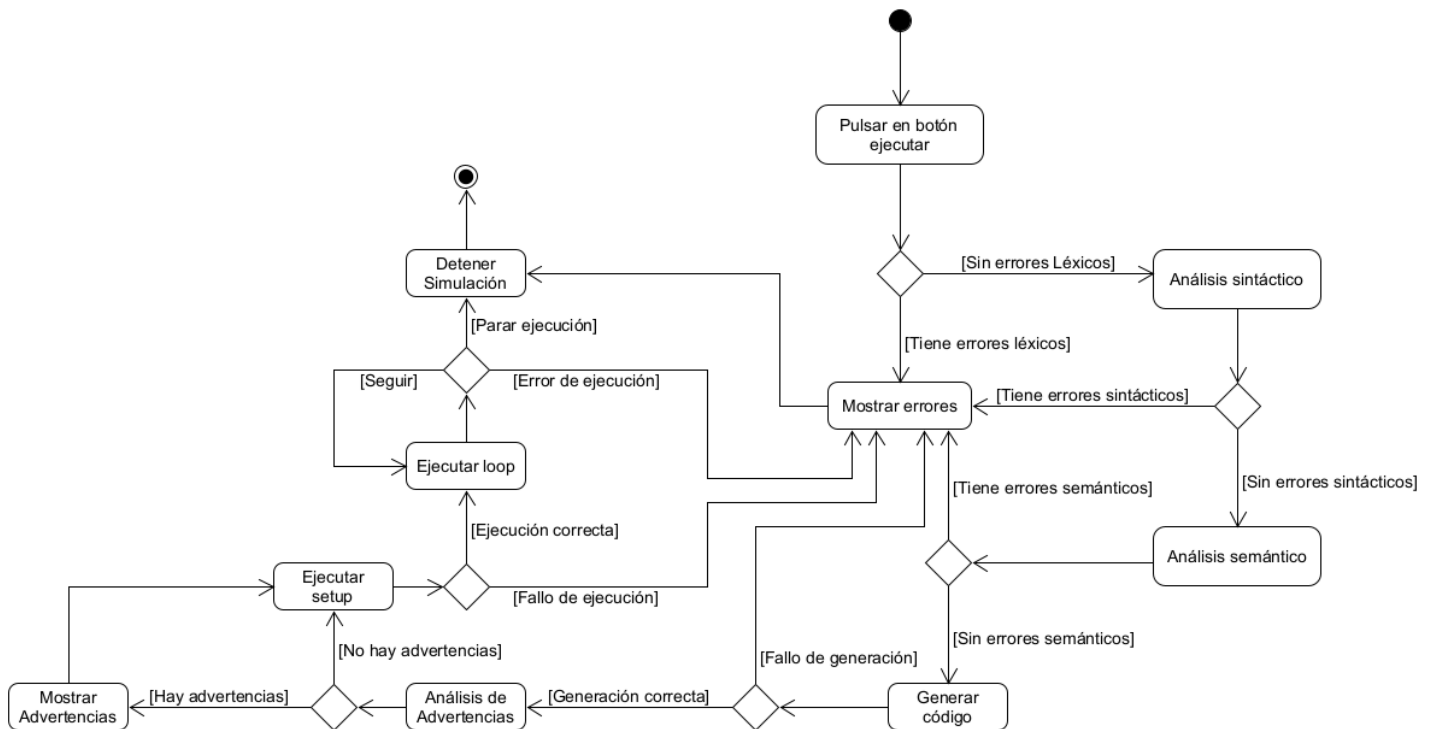 Pulsar en botón
ejecutar
Detener
Simulación
[Sin errores Léxicos]
Análisis sintáctico
[Parar ejecución]
[Tiene errores léxicos]
[Seguir]
[Error de ejecución]
Mostrar errores
[Tiene errores sintácticos]
Ejecutar loop
[Tiene errores semánticos]
[Sin errores sintácticos]
[Ejecución correcta]
Análisis semántico
Ejecutar
setup
[Fallo de ejecución]
[Sin errores semánticos]
[No hay advertencias]
[Fallo de generación]
Mostrar
Advertencias
[Hay advertencias]
Análisis de
Advertencias
[Generación correcta]
Generar
código